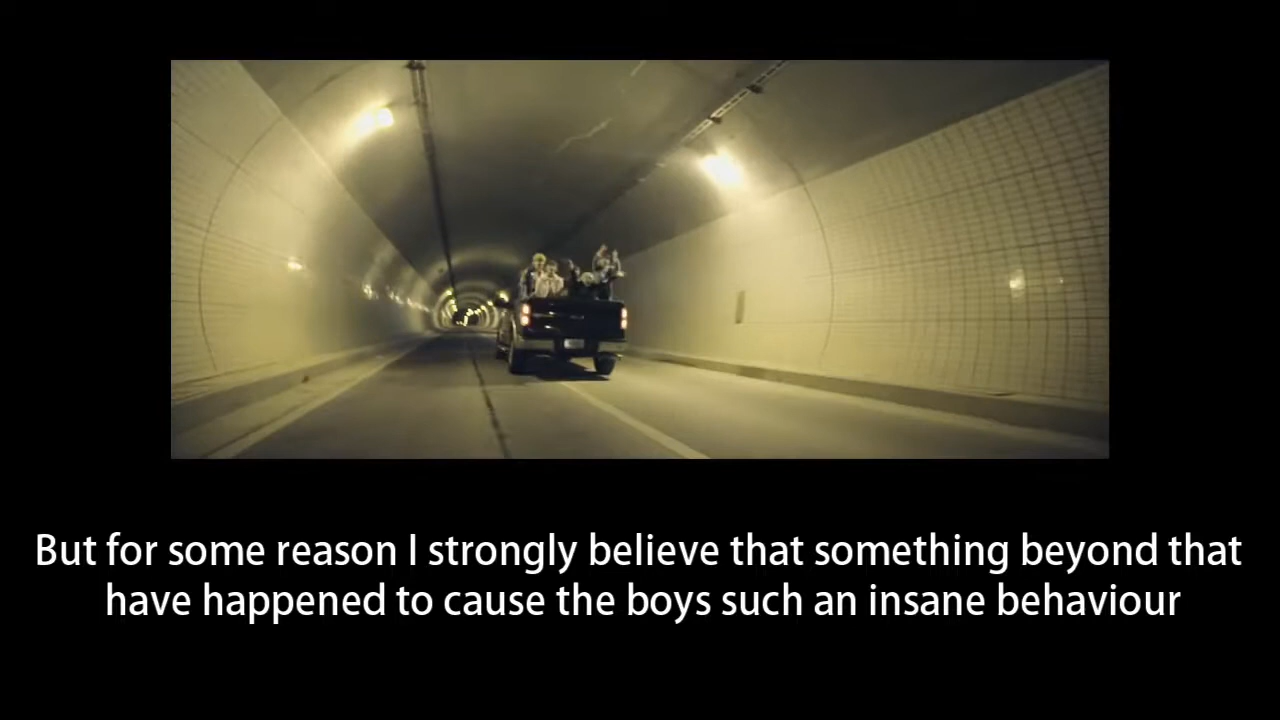 But for some reason I strongly believe that something beyond that
have happened to cause the boys such an insane behaviour